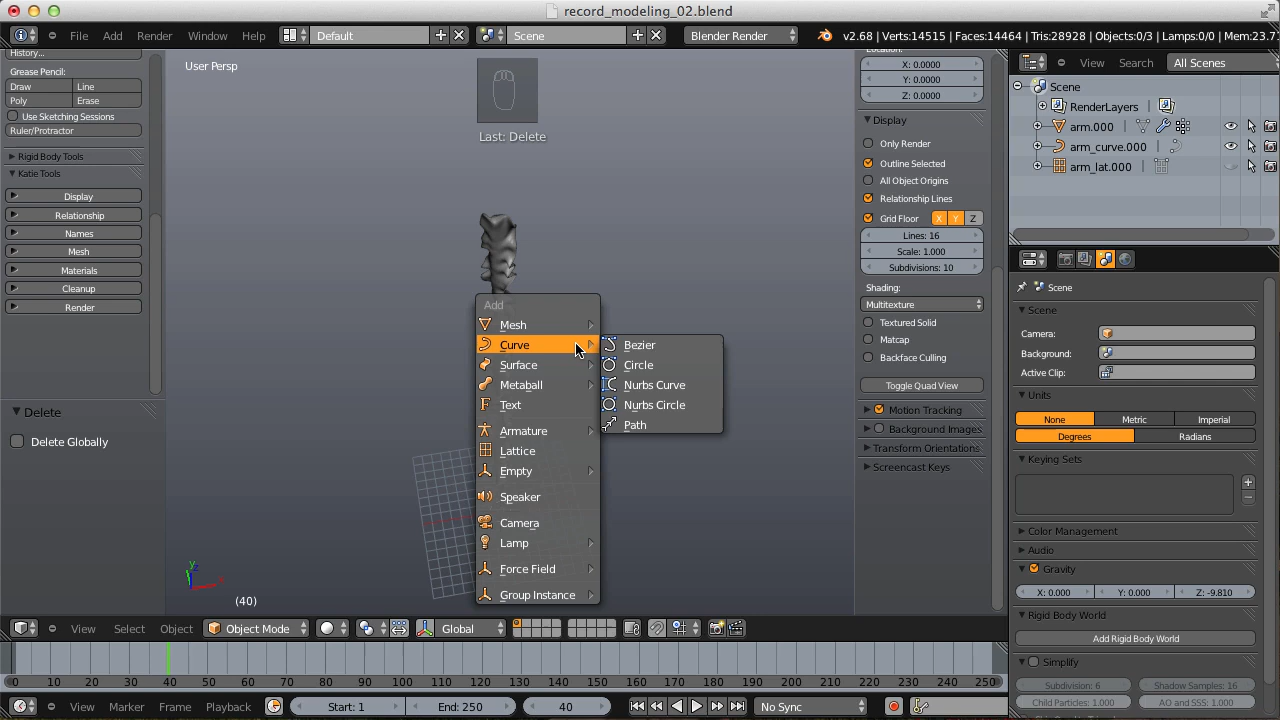 record_modeling_02.blend
File Add Render Window Help Default Scene Blender Render v2.68 | Verts:14515 | Faces:14464 | Tris:28928 | Objects:0/3 | Lamps:0/0 | Mem:23.7
History...
Grease Pencil:
Draw Line
Poly Erase
Use Sketching Sessions
Ruler/Protractor
Rigid Body Tools
Katie Tools
Display
Relationship
Names
Mesh
Materials
Cleanup
Render
Delete
Delete Globally
User Persp
Last: Delete
Add
Mesh
Curve
Surface
Metaball
Text
Armature
Lattice
Empty
Speaker
Camera
Lamp
Force Field
Group Instance
Bezier
Circle
Nurbs Curve
Nurbs Circle
Path
y
x
(40)
Location:
X: 0.0000
Y: 0.0000
Z: 0.0000
Display
Only Render
Outline Selected
All Object Origins
Relationship Lines
Grid Floor X Y Z
Lines: 16
Scale: 1.000
Subdivisions: 10
Shading:
Multitexture
Textured Solid
Matcap
Backface Culling
Toggle Quad View
Motion Tracking
Background Images
Transform Orientations
Screencast Keys
View Search All Scenes
Scene
RenderLayers
arm.000
arm_curve.000
arm_lat.000
Scene
Scene
Camera:
Background:
Active Clip:
Units
None Metric Imperial
Degrees Radians
Keying Sets
Color Management
Audio
Gravity
X: 0.000 Y: 0.000 Z: -9.810
Rigid Body World
Add Rigid Body World
Simplify
Subdivision: 6 Shadow Samples: 16
Child Particles: 1.000 AO and SSS: 1.000
View Select Object Object Mode Global
0 10 20 30 40 50 60 70 80 90 100 110 120 130 140 150 160 170 180 190 200 210 220 230 240 250
View Marker Frame Playback Start: 1 End: 250 40 No Sync